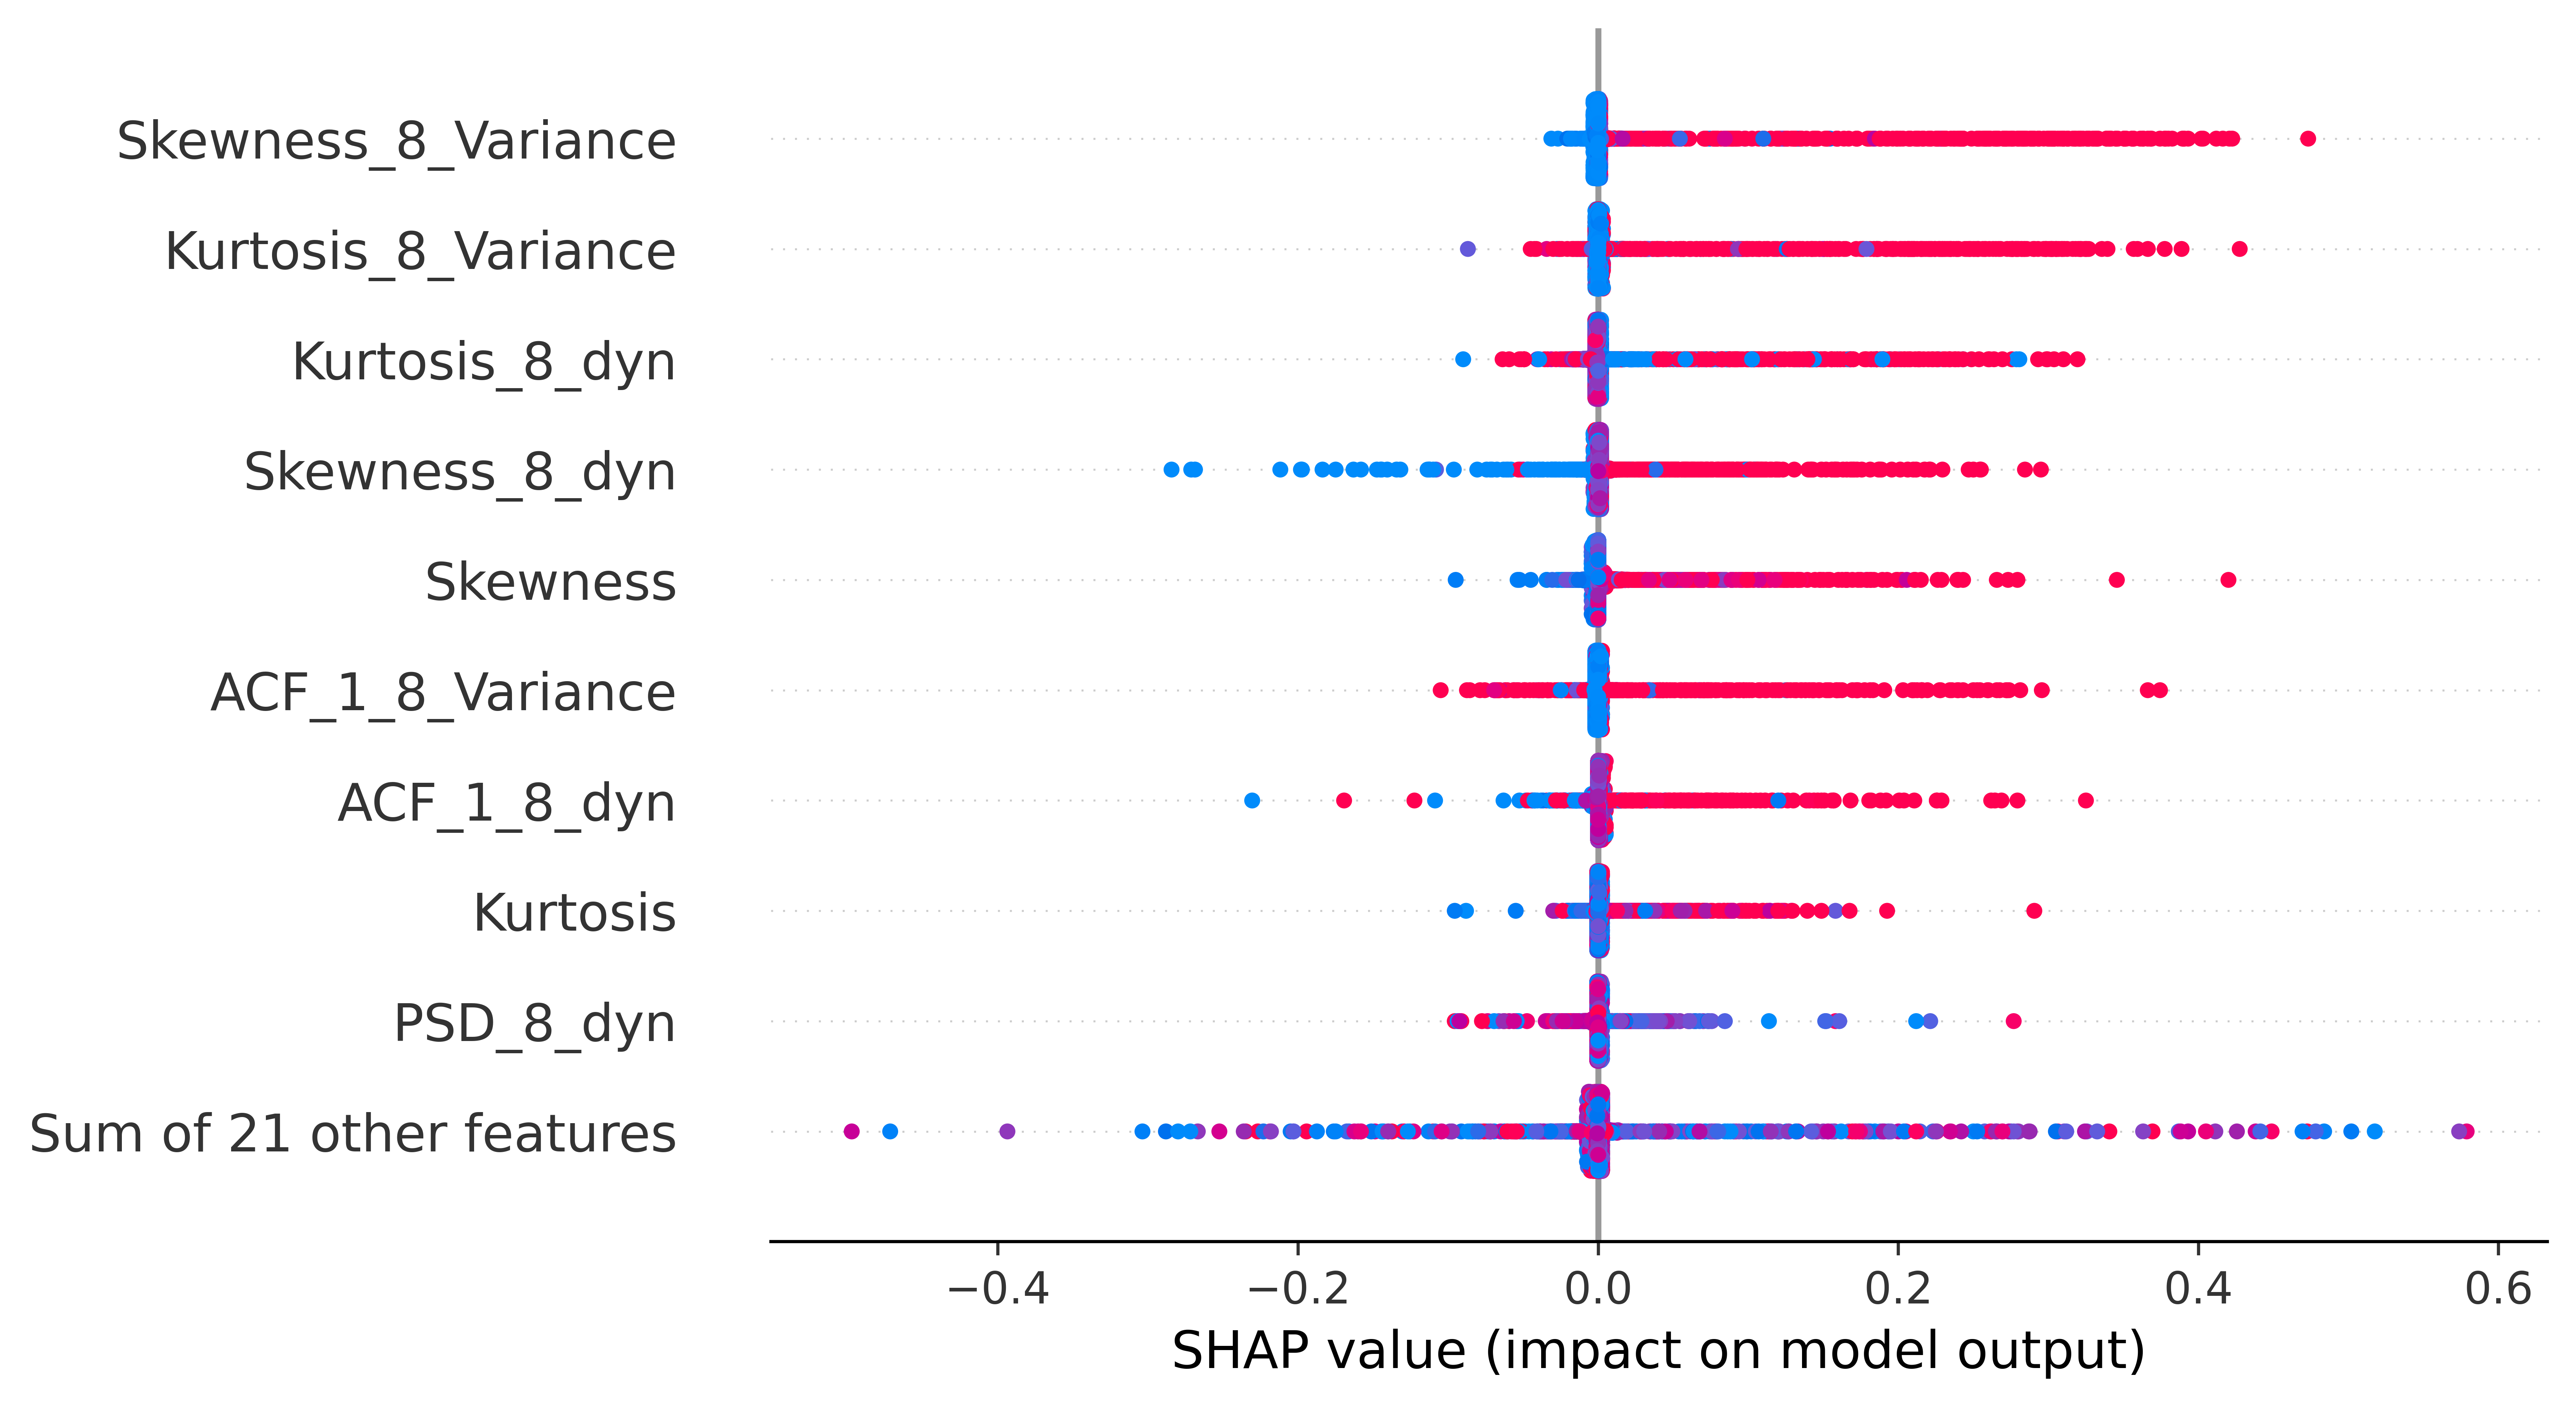 Skewness_8_Variance
Kurtosis_8_Variance
Kurtosis_8_dyn
Skewness_8_dyn
Skewness
ACF_1_8_Variance
ACF_1_8_dyn
Kurtosis
PSD_8_dyn
Sum of 21 other features
−0.4 −0.2 0.0 0.2 0.4 0.6
SHAP value (impact on model output)